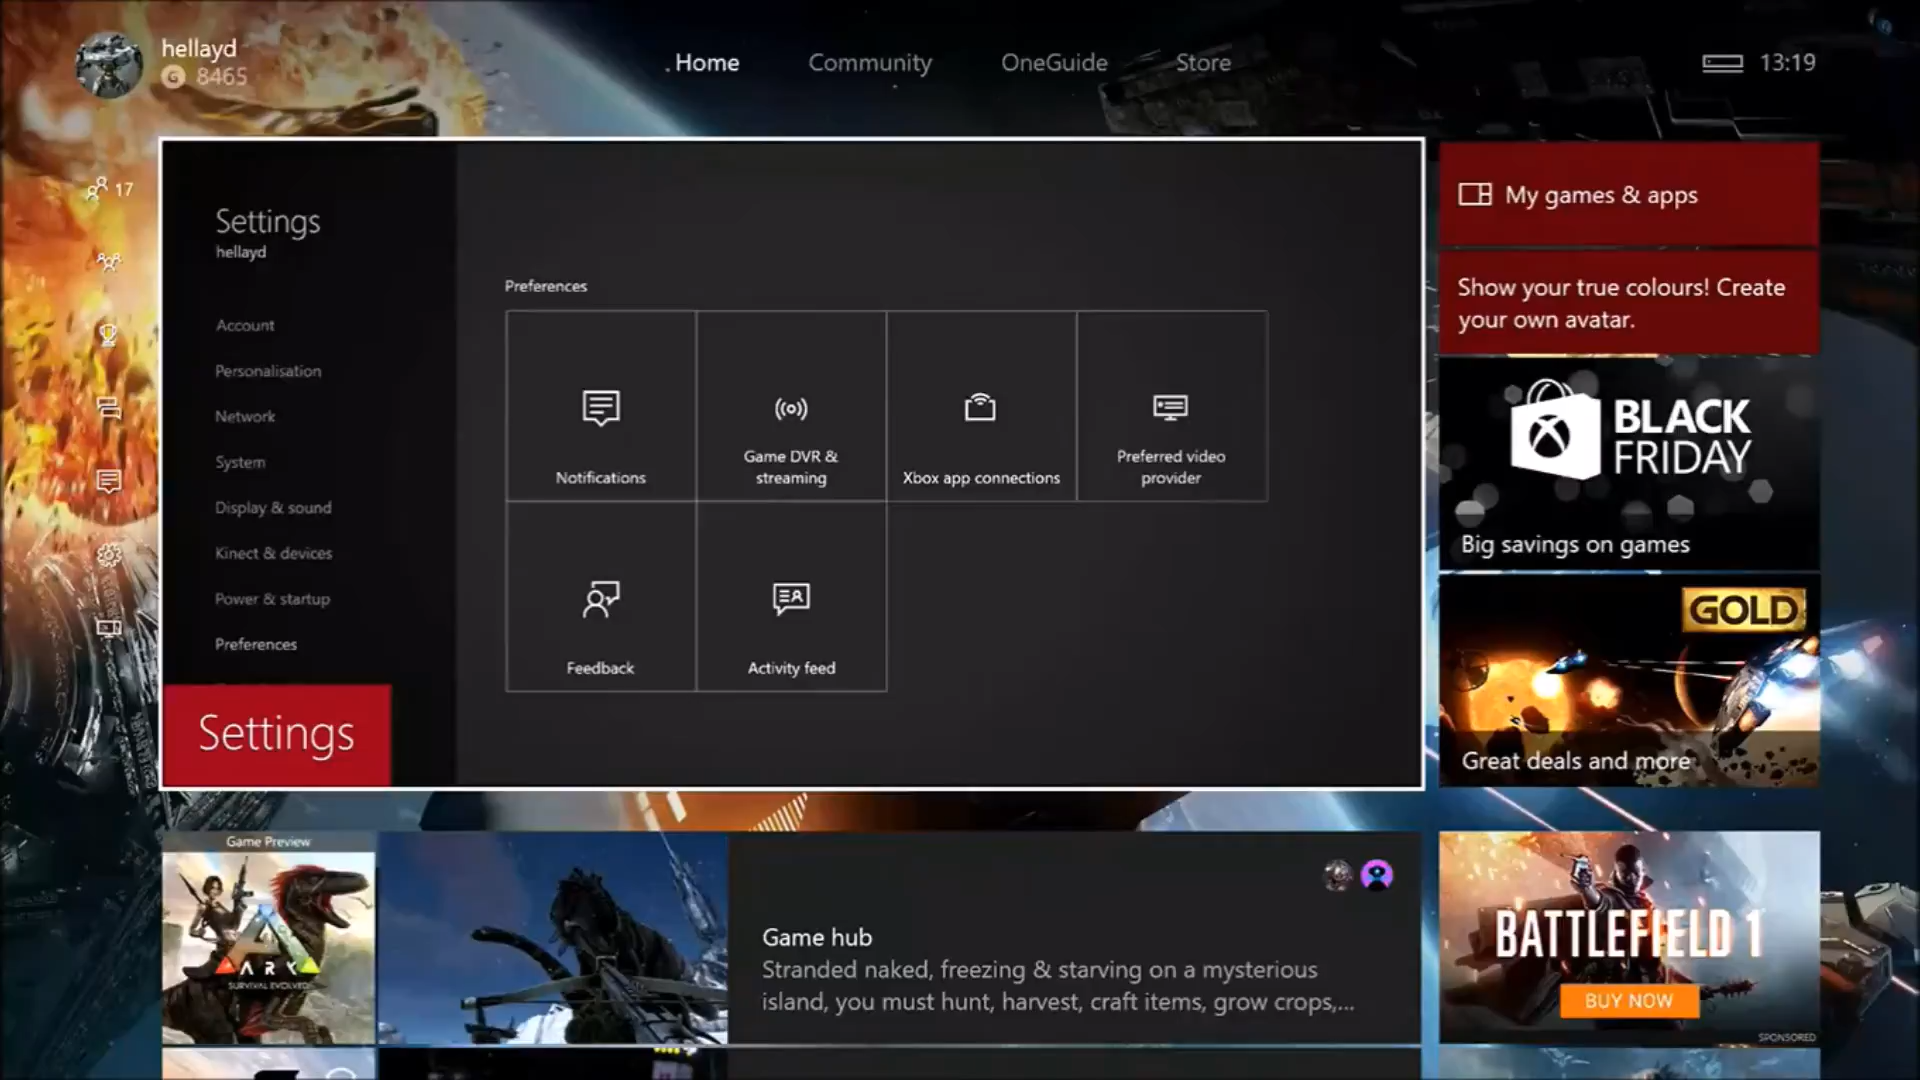 hellayd
G 8465
Home
Community
OneGuide
Store
13:19
17
Settings
hellayd
Account
Personalisation
Network
System
Display & sound
Kinect & devices
Power & startup
Preferences
Settings
Preferences
Notifications
Game DVR &
streaming
Xbox app connections
Preferred video
provider
Feedback
Activity feed
My games & apps
Show your true colours! Create
your own avatar.
BLACK
FRIDAY
Big savings on games
GOLD
Great deals and more
Game Preview
ARK
SURVIVAL EVOLVED
Game hub
Stranded naked, freezing & starving on a mysterious
island, you must hunt, harvest, craft items, grow crops,...
BATTLEFIELD 1
BUY NOW
SPONSORED